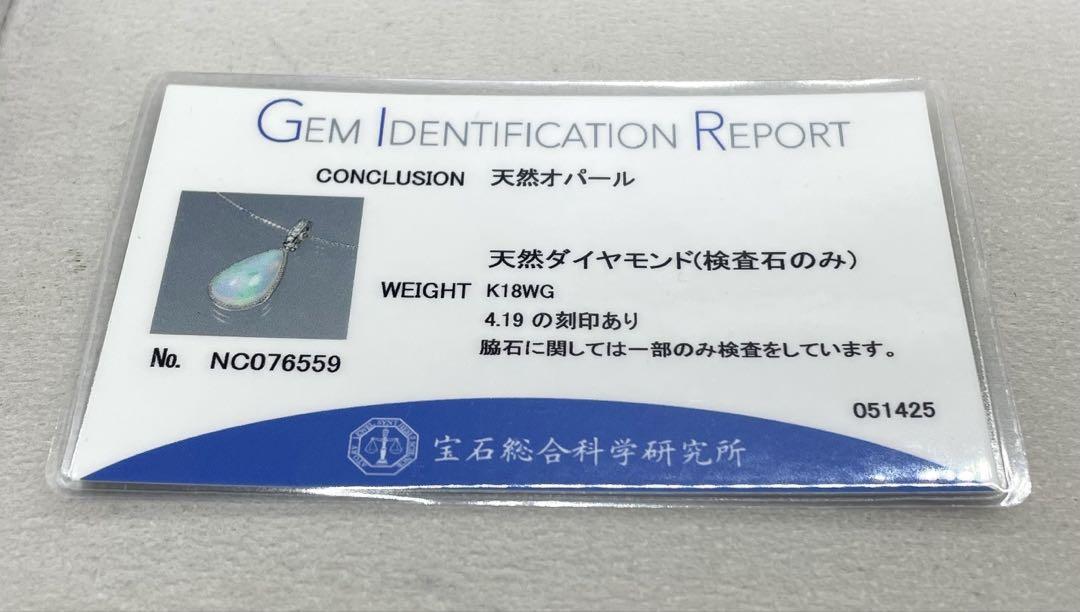 GEM IDENTIFICATION REPORT
CONCLUSION 天然オパール
天然ダイヤモンド(検査石のみ)
WEIGHT K18WG
4.19 の刻印あり
脇石に関しては一部のみ検査をしています。
No. NC076559
051425
宝石総合科学研究所